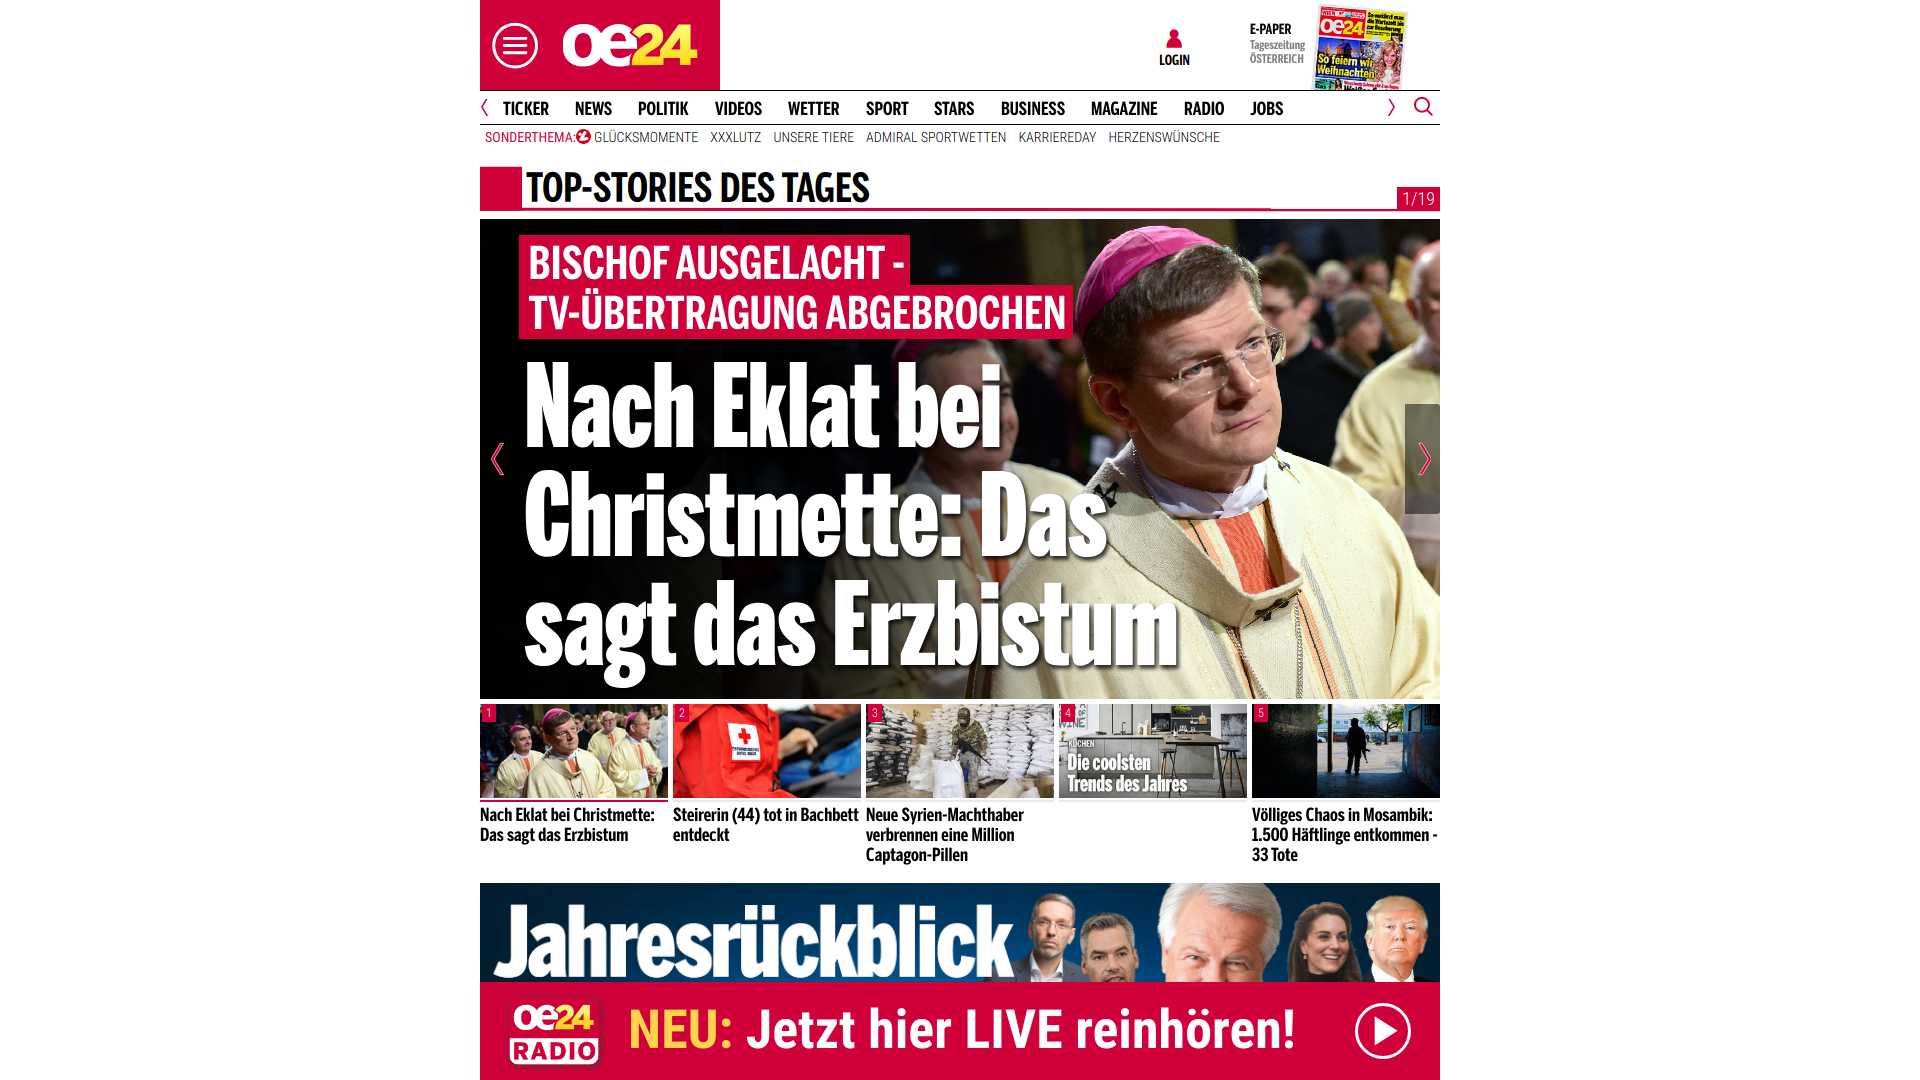 oe24
LOGIN
E-PAPER
Tageszeitung
ÖSTERREICH
oe24
So feiern wir
Weihnachten
TICKER NEWS POLITIK VIDEOS WETTER SPORT STARS BUSINESS MAGAZINE RADIO JOBS
SONDERTHEMA: GLÜCKSMOMENTE XXXLUTZ UNSERE TIERE ADMIRAL SPORTWETTEN KARRIEREDAY HERZENSWÜNSCHE
TOP-STORIES DES TAGES
1/19
BISCHOF AUSGELACHT -
TV-ÜBERTRAGUNG ABGEBROCHEN
Nach Eklat bei
Christmette: Das
sagt das Erzbistum
1
2
3
4
5
WINE
KÜCHEN
Die coolsten
Trends des Jahres
Nach Eklat bei Christmette:
Das sagt das Erzbistum
Steirerin (44) tot in Bachbett
entdeckt
Neue Syrien-Machthaber
verbrennen eine Million
Captagon-Pillen
Völliges Chaos in Mosambik:
1.500 Häftlinge entkommen -
33 Tote
Jahresrückblick
oe24
RADIO
NEU: Jetzt hier LIVE reinhören!